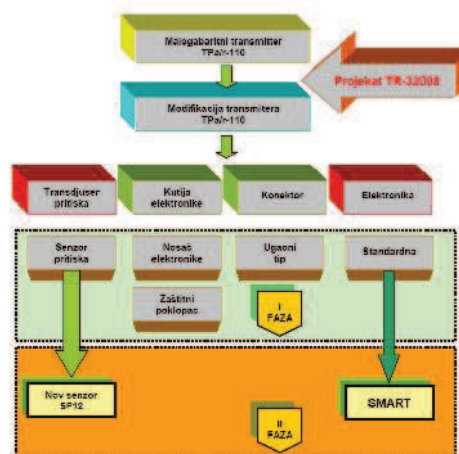 Malogabaritni transmitter
TPa/r-110
Projekat TR-32008
Modifikacija transmitera
TPa/r-110
Transdjuser
pritiska
Kutija
elektronike
Konektor
Elektronika
Senzor
pritiska
Nosač
elektronike
Ugaoni
tip
Standardna
Zaštitni
poklopac
I
FAZA
Nov senzor
SP12
SMART
II
FAZA